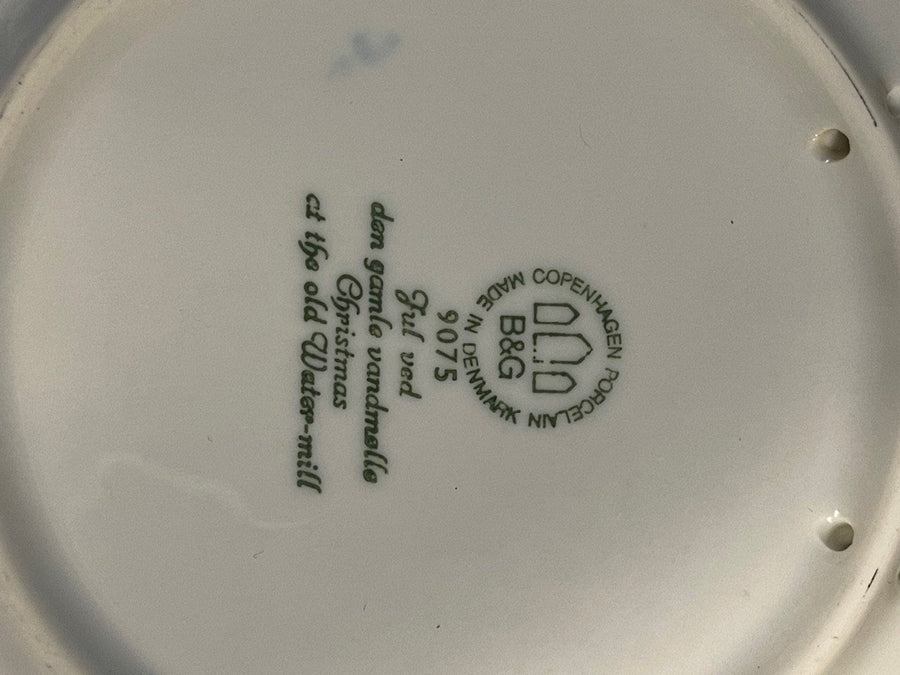 COPENHAGEN PORCELAIN
B&G
MADE IN DENMARK
9075
Jul ved
den gamle vandmølle
Christmas
at the old Water-mill